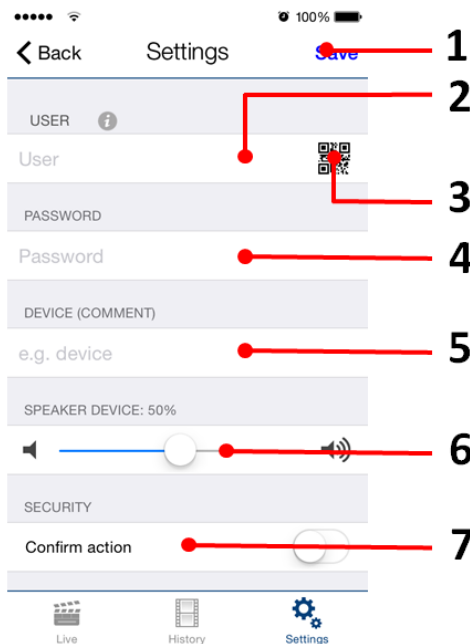 100%
Back Settings Save 1
2
USER i
User
3
PASSWORD
Password 4
DEVICE (COMMENT)
e.g. device 5
SPEAKER DEVICE: 50%
6
SECURITY
Confirm action 7
Live History Settings